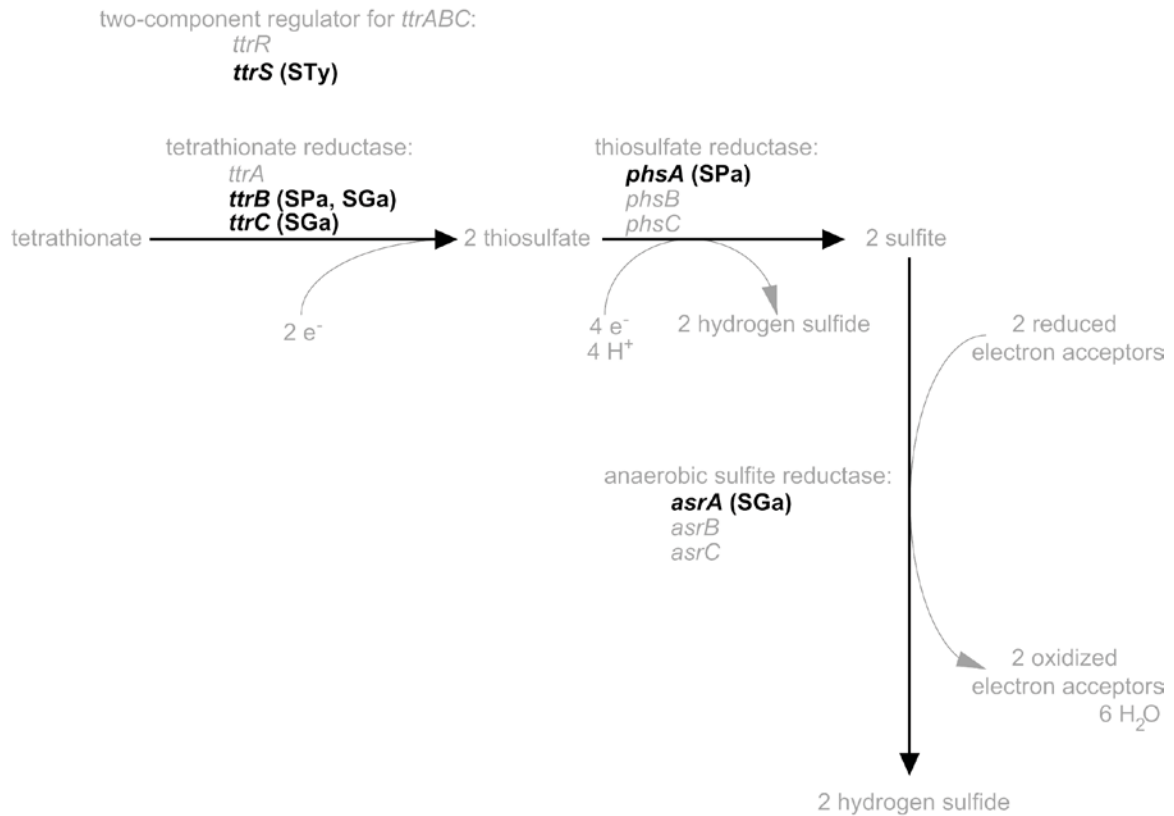 two-component regulator for ttrABC:
ttrR
ttrS (STy)
tetrathionate reductase:
ttrA
ttrB (SPa, SGa)
ttrC (SGa)
thiosulfate reductase:
phsA (SPa)
phsB
phsC
tetrathionate
2 thiosulfate
2 sulfite
2 e-
4 e-
4 H+
2 hydrogen sulfide
2 reduced
electron acceptors
anaerobic sulfite reductase:
asrA (SGa)
asrB
asrC
2 oxidized
electron acceptors
6 H2O
2 hydrogen sulfide